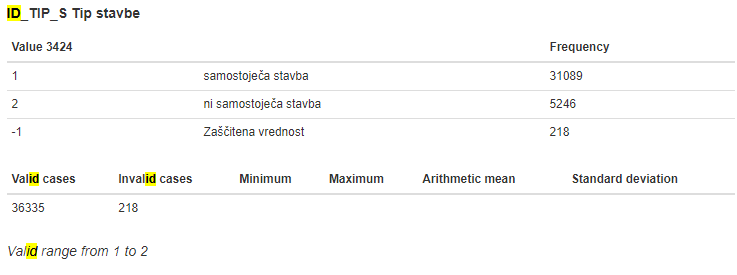 ID_TIP_S Tip stavbe
Value 3424 Frequency
1 samostoječa stavba 31089
2 ni samostoječa stavba 5246
-1 Zaščitena vrednost 218
Valid cases Invalid cases Minimum Maximum Arithmetic mean Standard deviation
36335 218
Valid range from 1 to 2